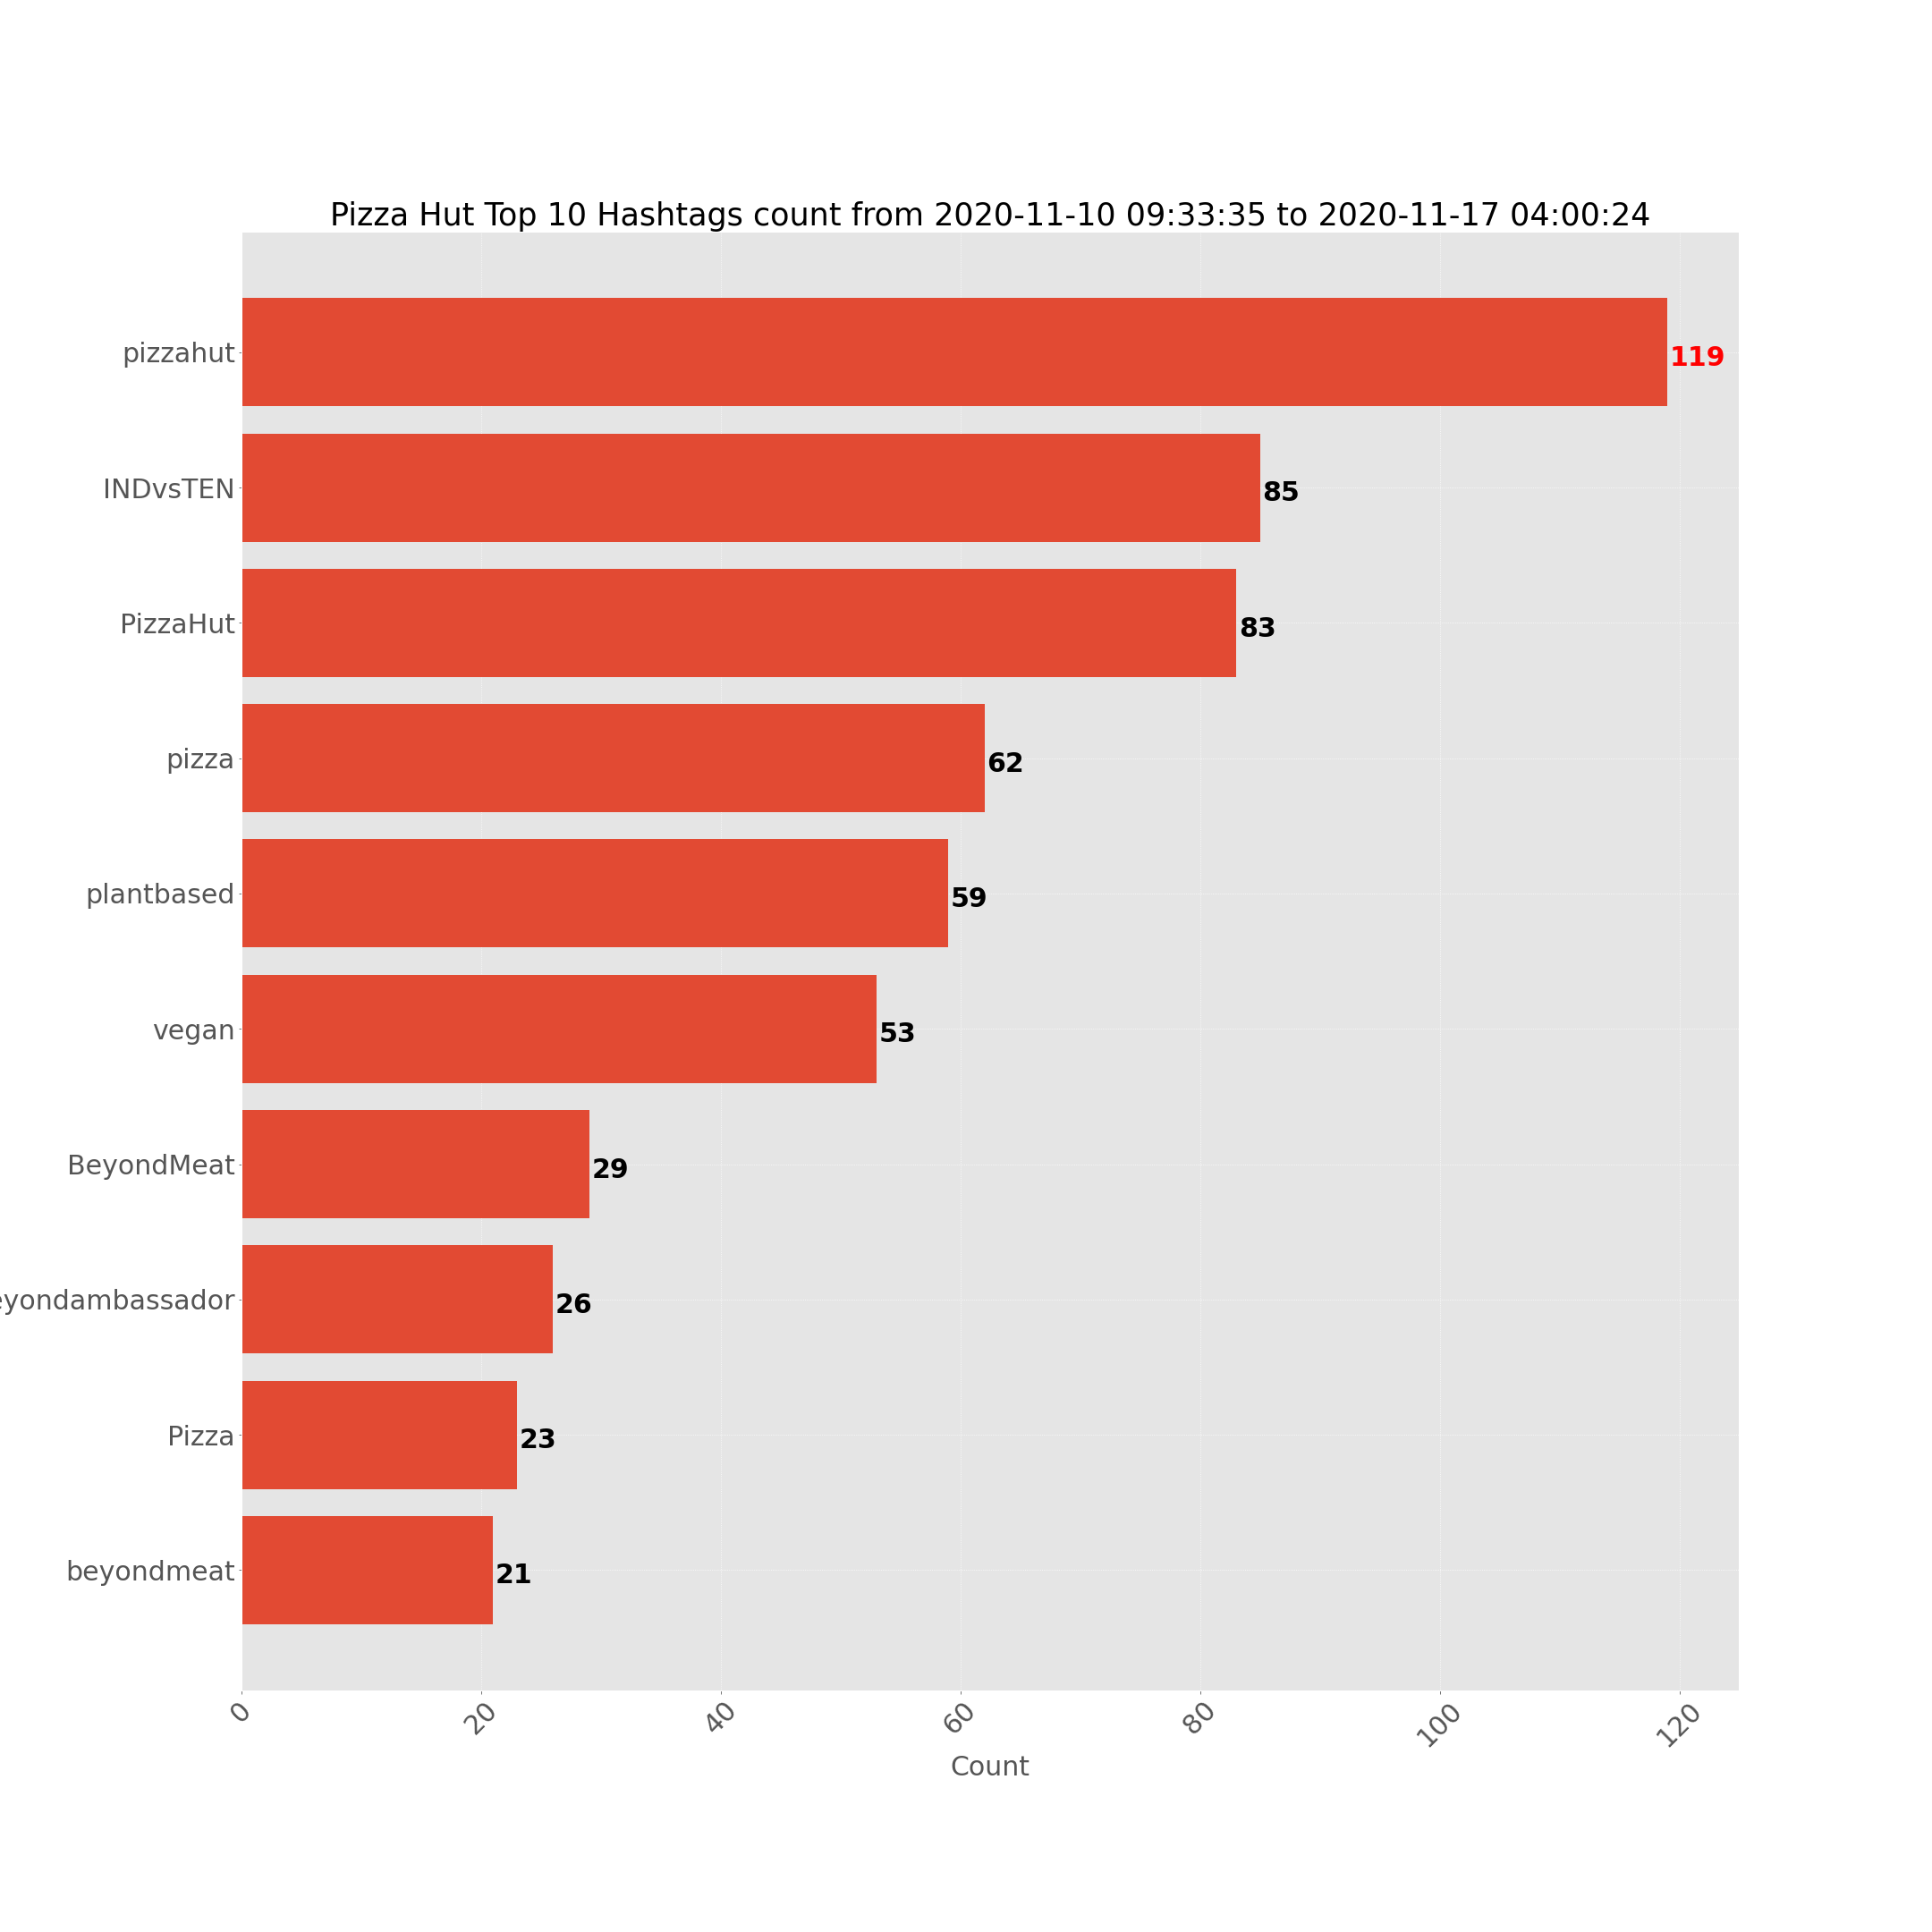 Pizza Hut Top 10 Hashtags count from 2020-11-10 09:33:35 to 2020-11-17 04:00:24
pizzahut 119
INDvsTEN 85
PizzaHut 83
pizza 62
plantbased 59
vegan 53
BeyondMeat 29
eyondambassador 26
Pizza 23
beyondmeat 21
0 20 40 60 80 100 120
Count